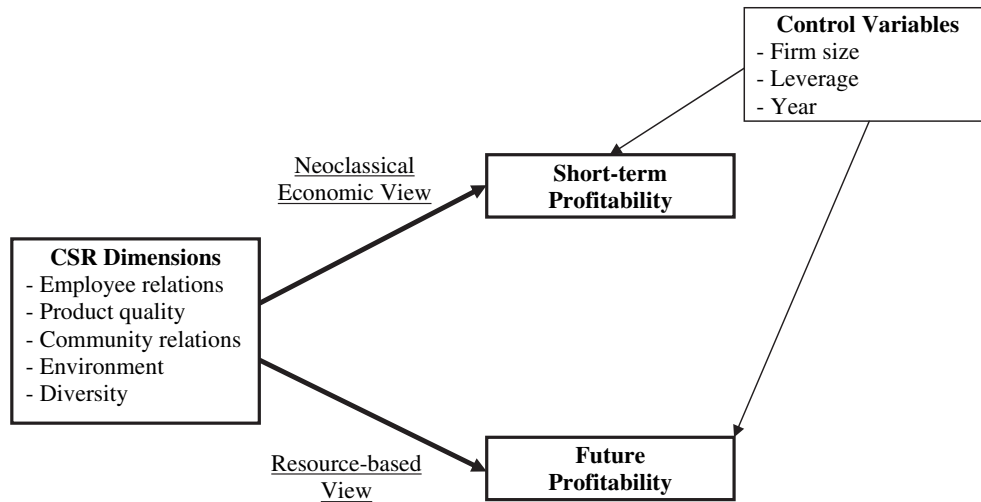 Control Variables
- Firm size
- Leverage
- Year
Neoclassical
Economic View
Short-term
Profitability
CSR Dimensions
- Employee relations
- Product quality
- Community relations
- Environment
- Diversity
Resource-based
View
Future
Profitability